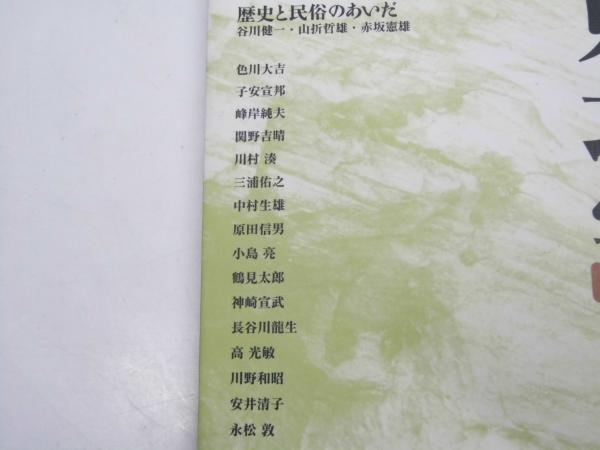 歴史と民俗のあいだ
谷川健一・山折哲雄・赤坂憲雄
色川大吉
子安宣邦
峰岸純夫
関野吉晴
川村 湊
三浦佑之
中村生雄
原田信男
小島 亮
鶴見太郎
神崎宣武
長谷川龍生
高 光敏
川野和昭
安井清子
永松 敦